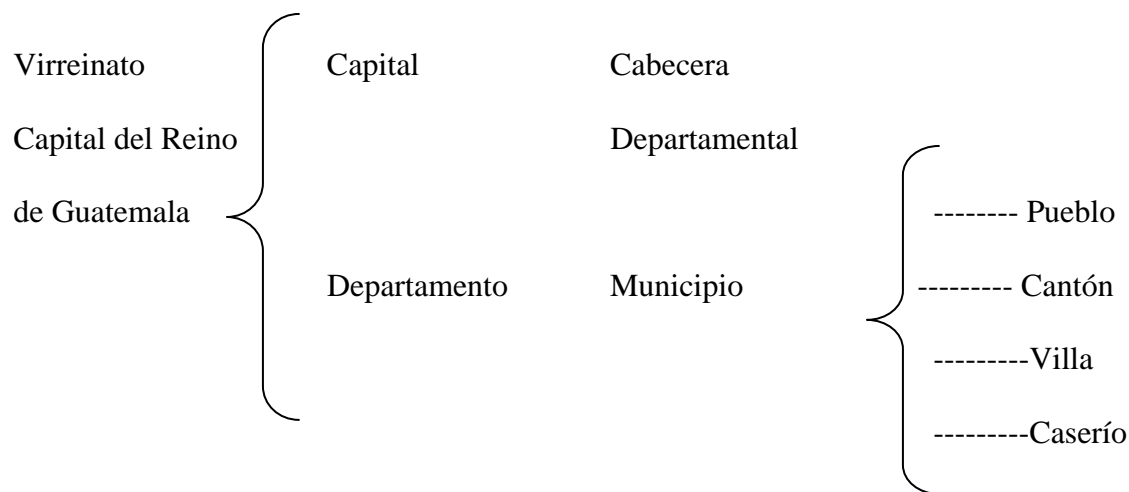 Virreinato Capital Cabecera
Capital del Reino Departamental
de Guatemala -------- Pueblo
Departamento Municipio --------- Cantón
---------Villa
---------Caserío